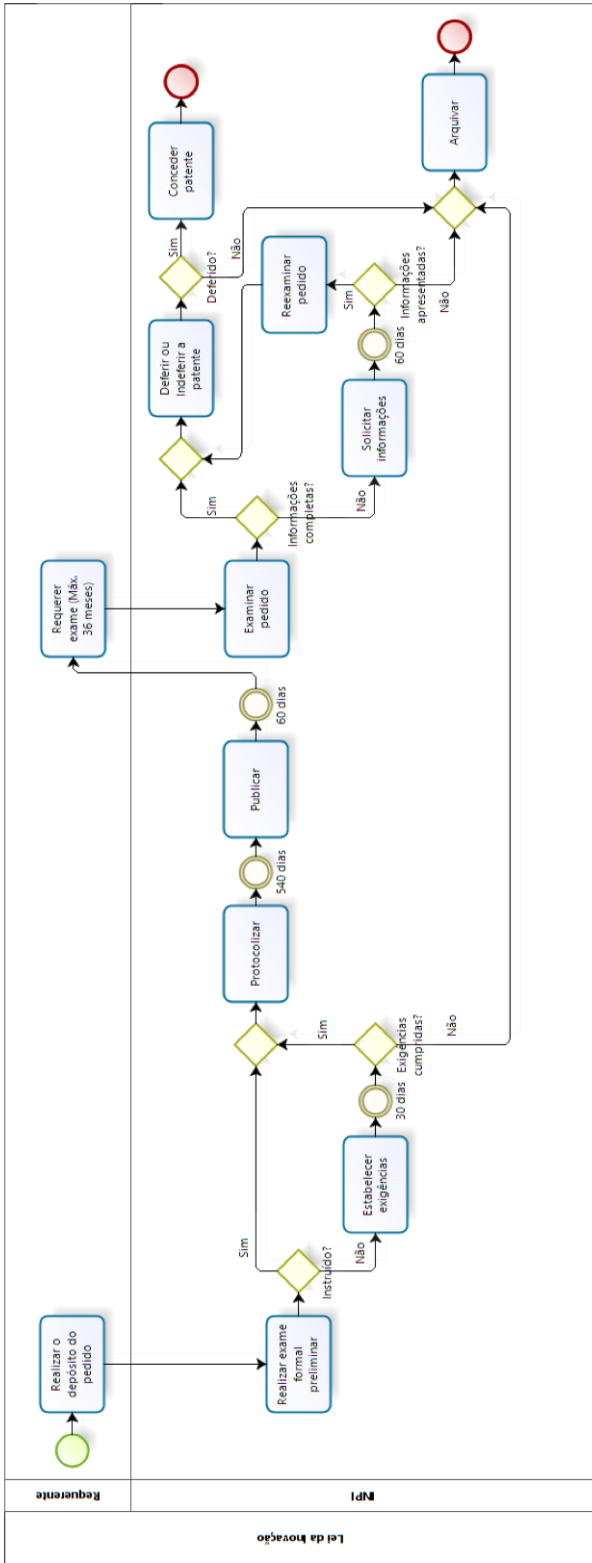 Lei da Inovação
Requerente
INPI
Realizar o
depósito do
pedido
Realizar exame
formal
preliminar
Instruído?
Sim
Não
Estabelecer
exigências
30 dias
Exigências
cumpridas?
Sim
Não
Protocolizar
540 dias
Publicar
60 dias
Requerer
exame (Máx.
36 meses)
Examinar
pedido
Informações
completas?
Sim
Não
Solicitar
informações
60 dias
Informações
apresentadas?
Sim
Não
Reexaminar
pedido
Deferir ou
Indeferir a
patente
Deferido?
Sim
Não
Conceder
patente
Arquivar